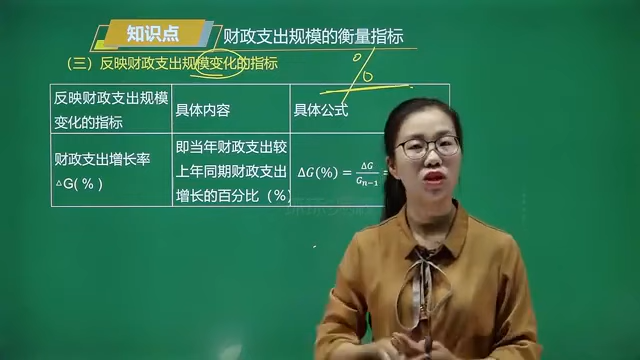 知识点
财政支出规模的衡量指标
（三）反映财政支出规模变化的指标
%
反映财政支出规模变化的指标
具体内容
具体公式
财政支出增长率
△G(%)
即当年财政支出较
上年同期财政支出
增长的百分比（%）
ΔG(%)=ΔG/Gn−1=